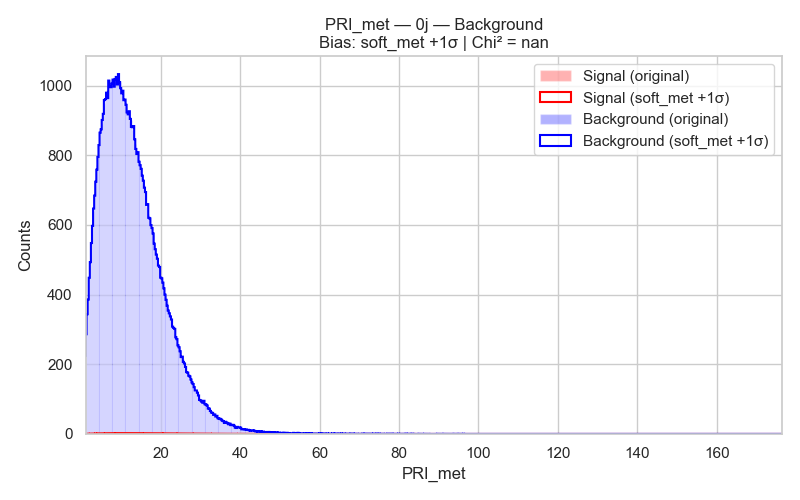 PRI_met — 0j — Background
Bias: soft_met +1σ | Chi² = nan
Signal (original)
Signal (soft_met +1σ)
Background (original)
Background (soft_met +1σ)
Counts
1000
800
600
400
200
0
20
40
60
80
100
120
140
160
PRI_met